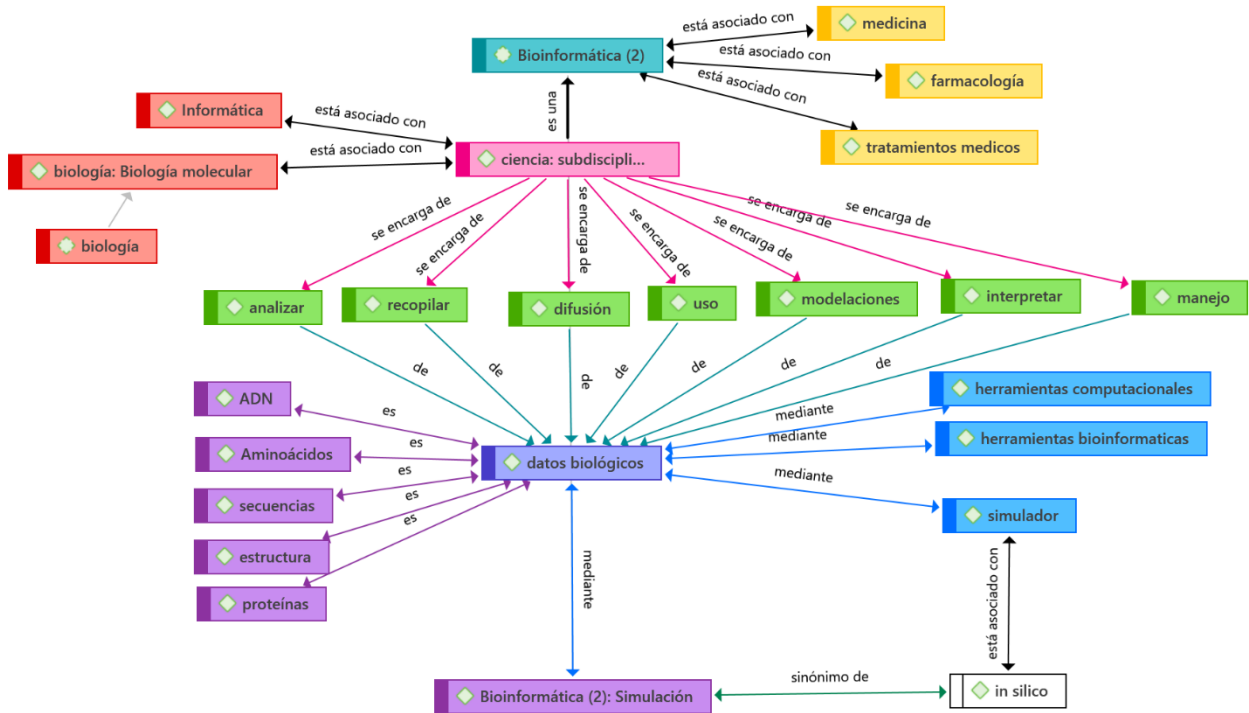 medicina
está asociado con
Bioinformática (2)
está asociado con
farmacología
está asociado con
tratamientos medicos
es una
Informática
está asociado con
biología: Biología molecular
está asociado con
ciencia: subdiscipli...
biología
se encarga de
se encarga de
se encarga de
se encarga de
se encarga de
se encarga de
se encarga de
analizar
recopilar
difusión
uso
modelaciones
interpretar
manejo
de
de
de
de
de
de
de
ADN
es
Aminoácidos
es
secuencias
es
estructura
es
proteínas
es
datos biológicos
mediante
herramientas computacionales
mediante
herramientas bioinformaticas
mediante
simulador
mediante
está asociado con
Bioinformática (2): Simulación
sinónimo de
in silico